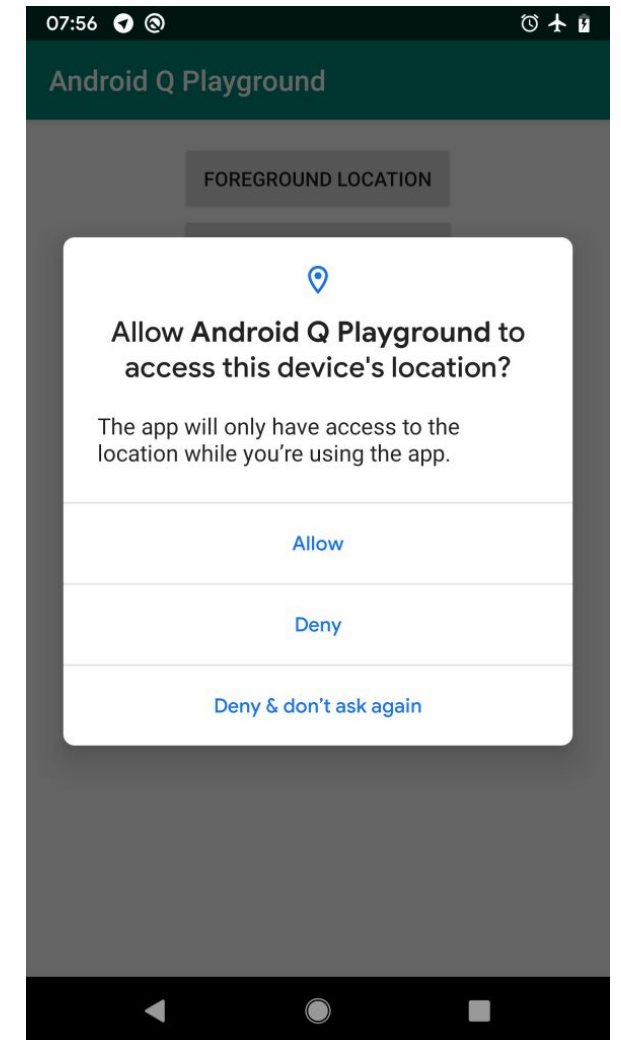 07:56
Android Q Playground
FOREGROUND LOCATION
Allow Android Q Playground to
access this device's location?
The app will only have access to the
location while you’re using the app.
Allow
Deny
Deny & don’t ask again